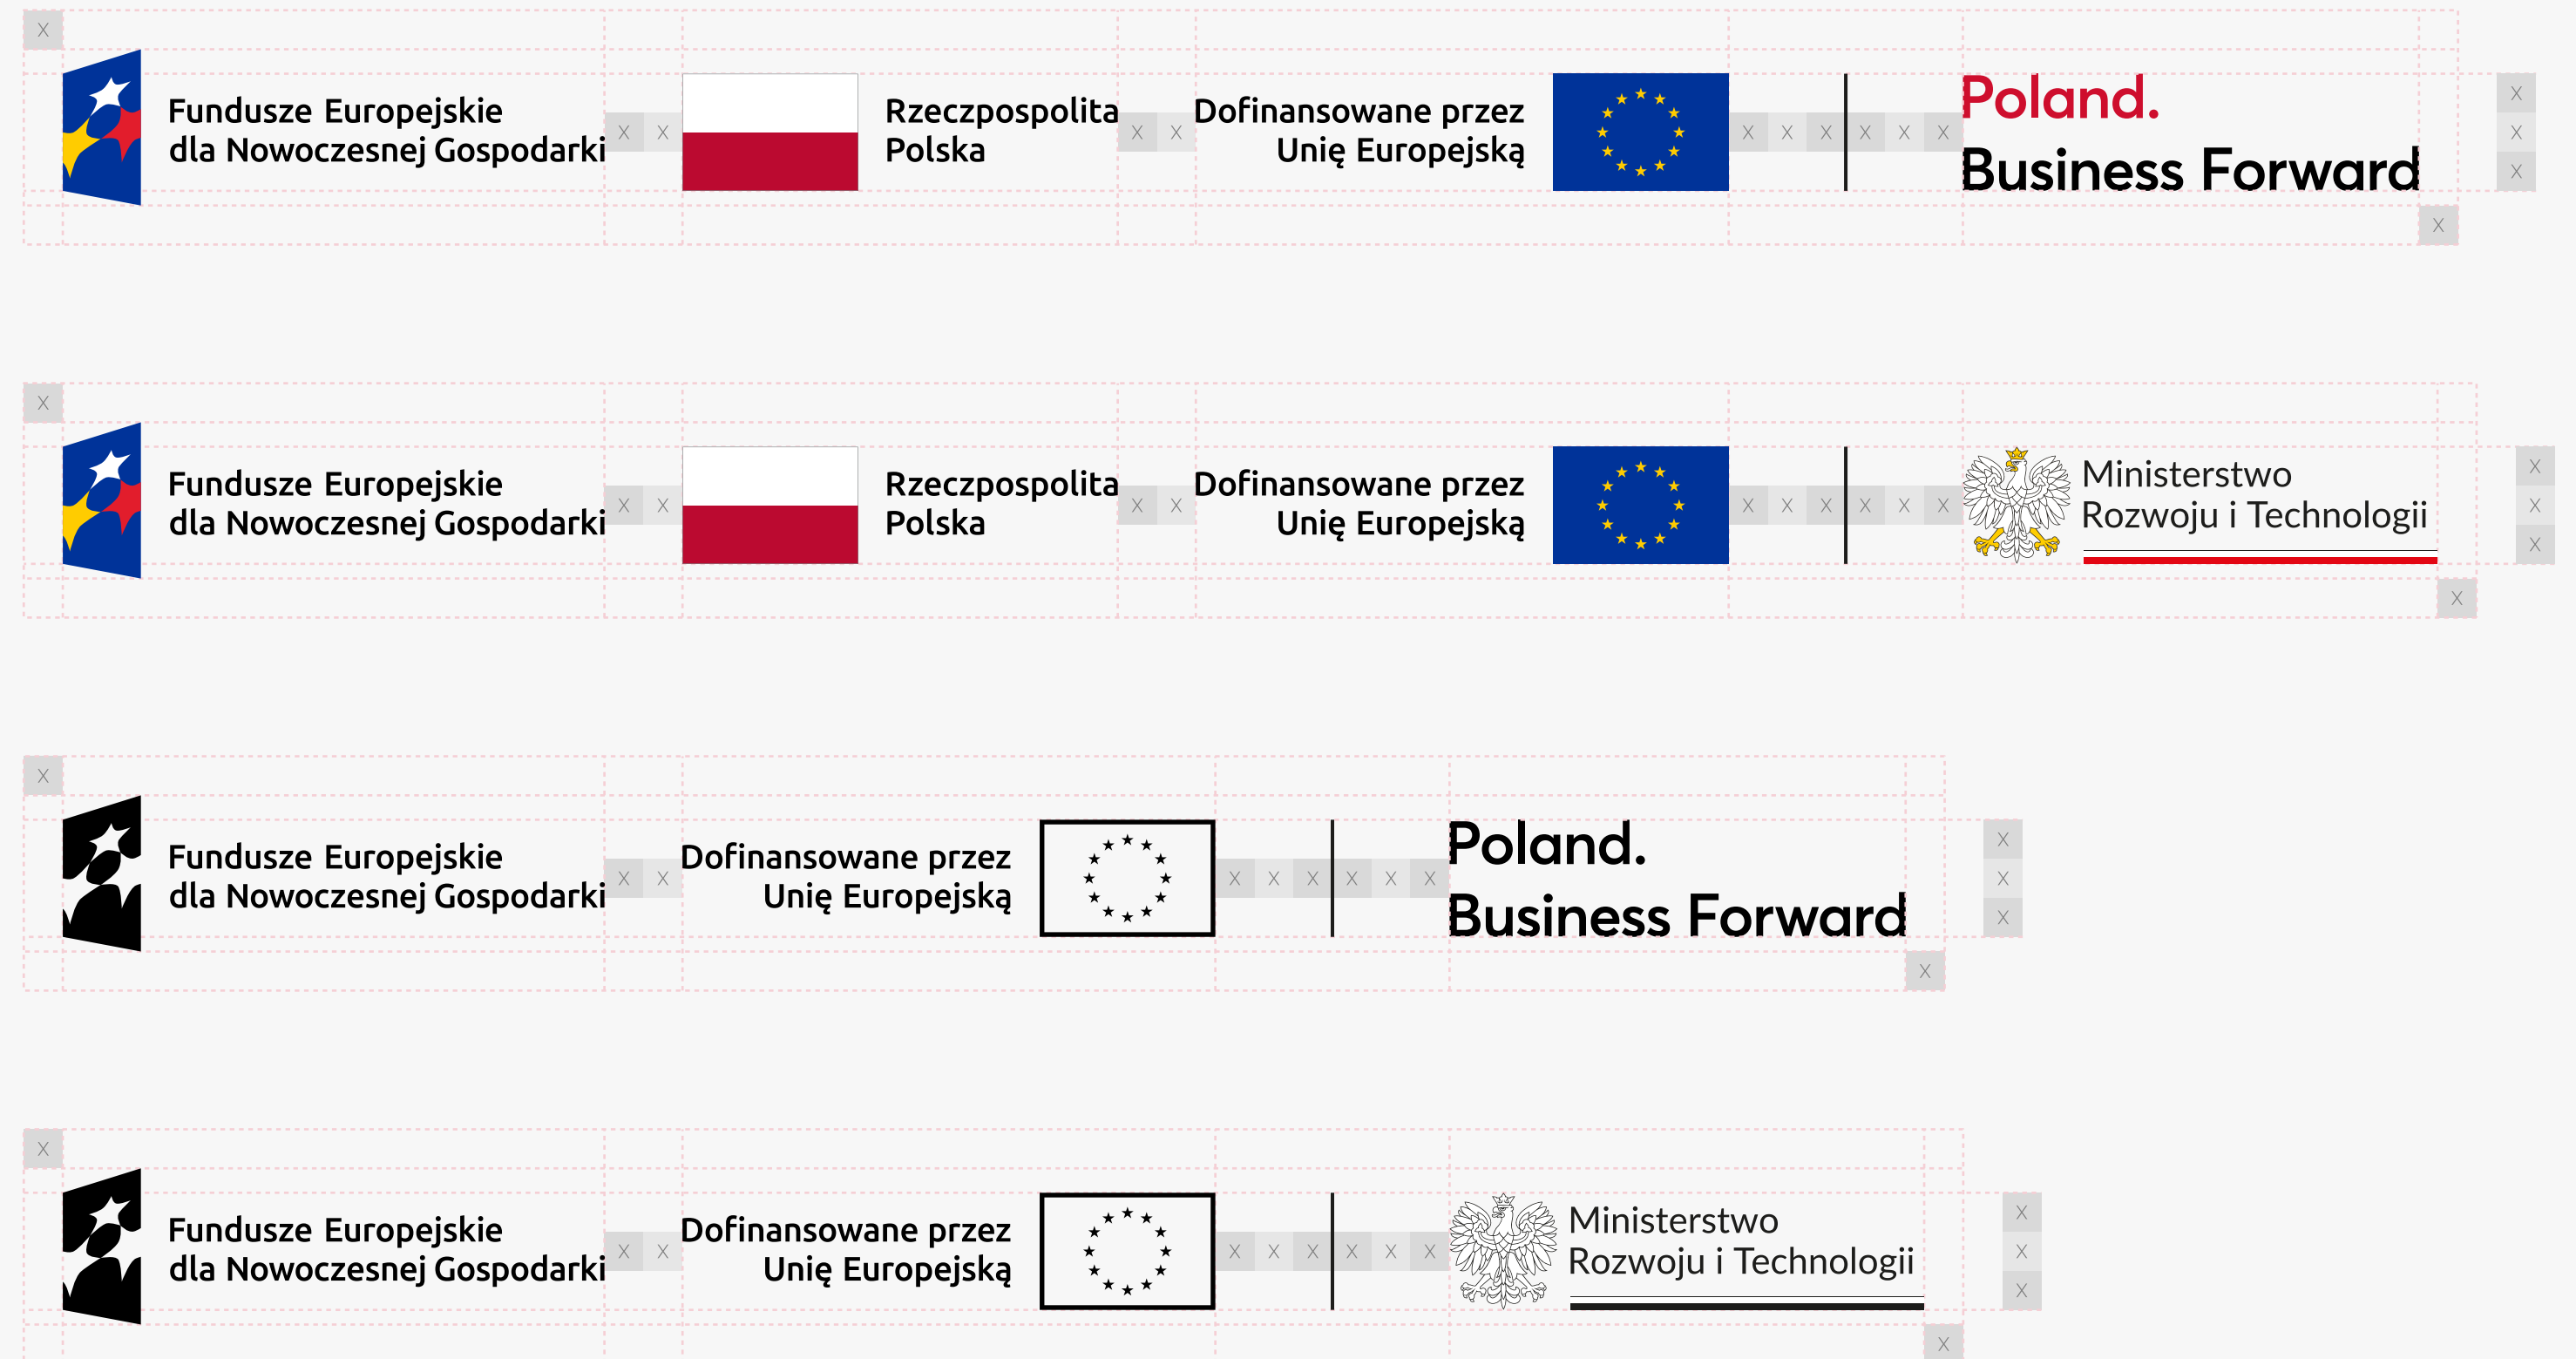 X
Fundusze Europejskie
dla Nowoczesnej Gospodarki
X X
Rzeczpospolita
Polska
X X
Dofinansowane przez
Unię Europejską
X X X X X X
Poland.
Business Forward
X
X
X
X
X
Fundusze Europejskie
dla Nowoczesnej Gospodarki
X X
Rzeczpospolita
Polska
X X
Dofinansowane przez
Unię Europejską
X X X X X X
Ministerstwo
Rozwoju i Technologii
X
X
X
X
X
Fundusze Europejskie
dla Nowoczesnej Gospodarki
X X
Dofinansowane przez
Unię Europejską
X X X X X X
Poland.
Business Forward
X
X
X
X
X
Fundusze Europejskie
dla Nowoczesnej Gospodarki
X X
Dofinansowane przez
Unię Europejską
X X X X X X
Ministerstwo
Rozwoju i Technologii
X
X
X
X